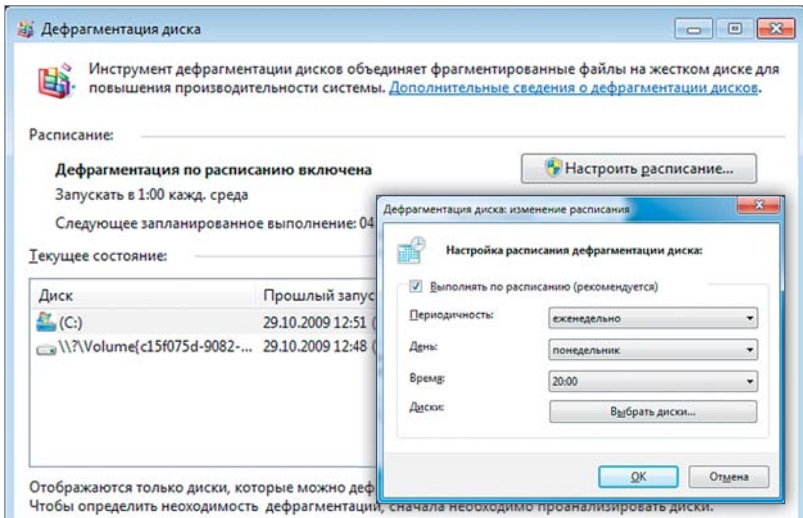 Дефрагментация диска
Инструмент дефрагментации дисков объединяет фрагментированные файлы на жестком диске для
повышения производительности системы. Дополнительные сведения о дефрагментации дисков.
Расписание:
Дефрагментация по расписанию включена
Настроить расписание...
Запускать в 1:00 кажд. среда
Следующее запланированное выполнение: 04
Текущее состояние:
Диск Прошлый запус
(C:) 29.10.2009 12:51 (
\\?\Volume{c15f075d-9082-... 29.10.2009 12:48 (
Отображаются только диски, которые можно деф
Чтобы определить неоходимость дефрагментации, сначала необходимо проанализировать диски.
Дефрагментация диска: изменение расписания
Настройка расписания дефрагментации диска:
Выполнять по расписанию (рекомендуется)
Периодичность: еженедельно
День: понедельник
Время: 20:00
Диски: Выбрать диски...
OK Отмена